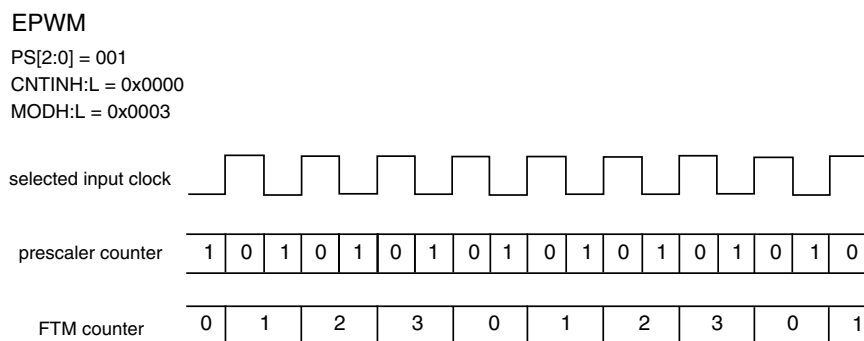 EPWM
PS[2:0] = 001
CNTINH:L = 0x0000
MODH:L = 0x0003
selected input clock
prescaler counter 1 0 1 0 1 0 1 0 1 0 1 0 1 0 1 0 1 0
FTM counter 0 1 2 3 0 1 2 3 0 1